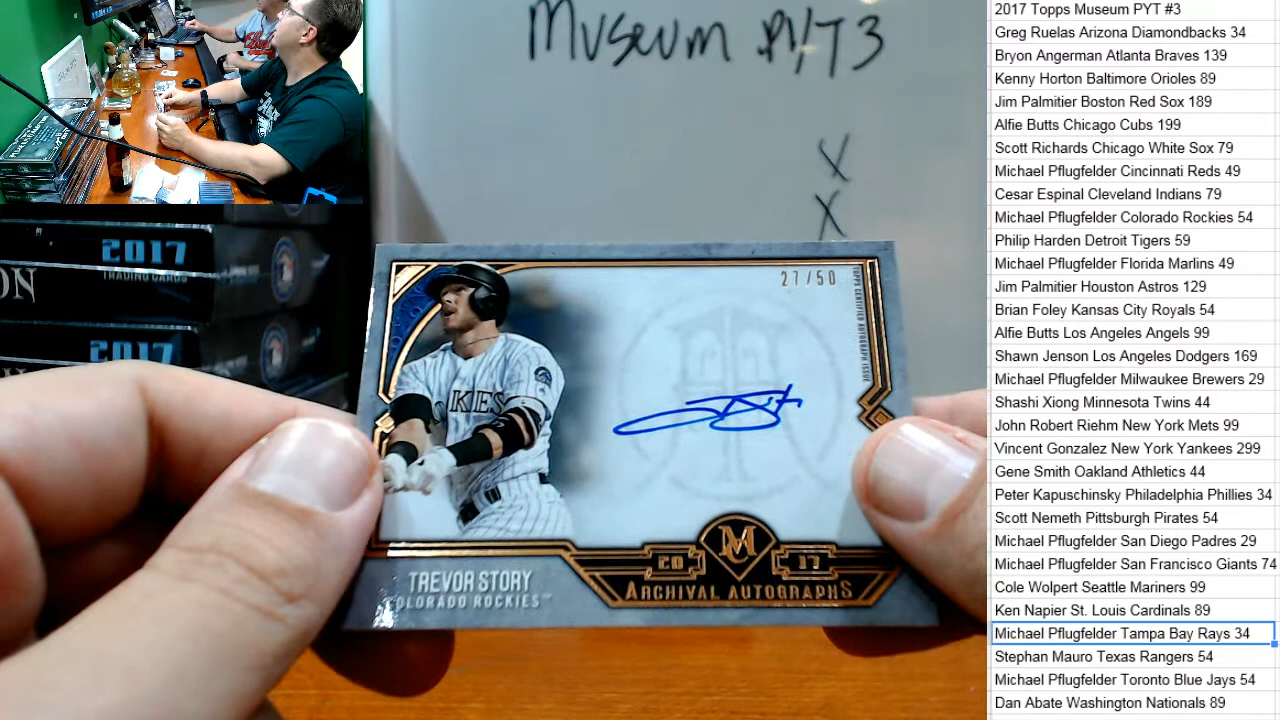 Museum PYT3
X
X
2017
TRADING CARDS
ON
2017
27/50
TOPPS CERTIFIED AUTOGRAPH ISSUE
KIES
M
20 17
ARCHIVAL AUTOGRAPHS
TREVOR STORY
COLORADO ROCKIES™
2017 Topps Museum PYT #3
Greg Ruelas Arizona Diamondbacks 34
Bryon Angerman Atlanta Braves 139
Kenny Horton Baltimore Orioles 89
Jim Palmitier Boston Red Sox 189
Alfie Butts Chicago Cubs 199
Scott Richards Chicago White Sox 79
Michael Pflugfelder Cincinnati Reds 49
Cesar Espinal Cleveland Indians 79
Michael Pflugfelder Colorado Rockies 54
Philip Harden Detroit Tigers 59
Michael Pflugfelder Florida Marlins 49
Jim Palmitier Houston Astros 129
Brian Foley Kansas City Royals 54
Alfie Butts Los Angeles Angels 99
Shawn Jenson Los Angeles Dodgers 169
Michael Pflugfelder Milwaukee Brewers 29
Shashi Xiong Minnesota Twins 44
John Robert Riehm New York Mets 99
Vincent Gonzalez New York Yankees 299
Gene Smith Oakland Athletics 44
Peter Kapuschinsky Philadelphia Phillies 34
Scott Nemeth Pittsburgh Pirates 54
Michael Pflugfelder San Diego Padres 29
Michael Pflugfelder San Francisco Giants 74
Cole Wolpert Seattle Mariners 99
Ken Napier St. Louis Cardinals 89
Michael Pflugfelder Tampa Bay Rays 34
Stephan Mauro Texas Rangers 54
Michael Pflugfelder Toronto Blue Jays 54
Dan Abate Washington Nationals 89